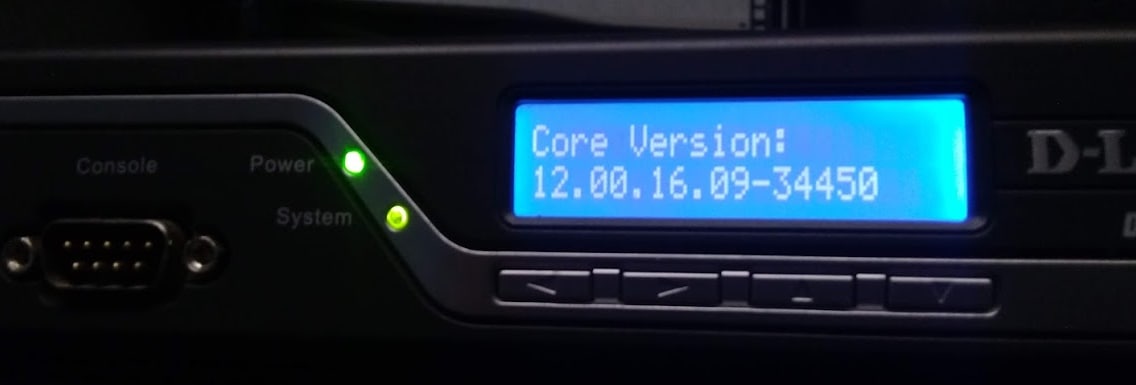 Core Version:
12.00.16.09-34450
Console
Power
System
D-L